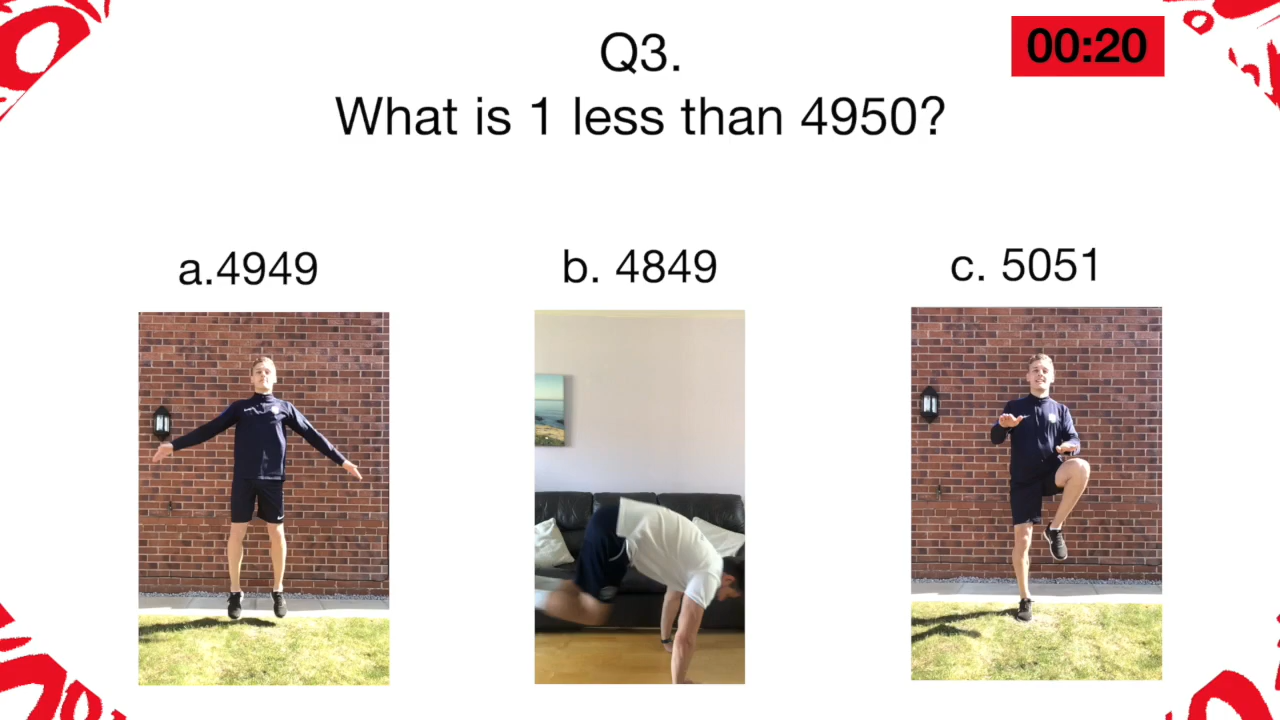 Q3.
00:20
What is 1 less than 4950?
a.4949
b. 4849
c. 5051